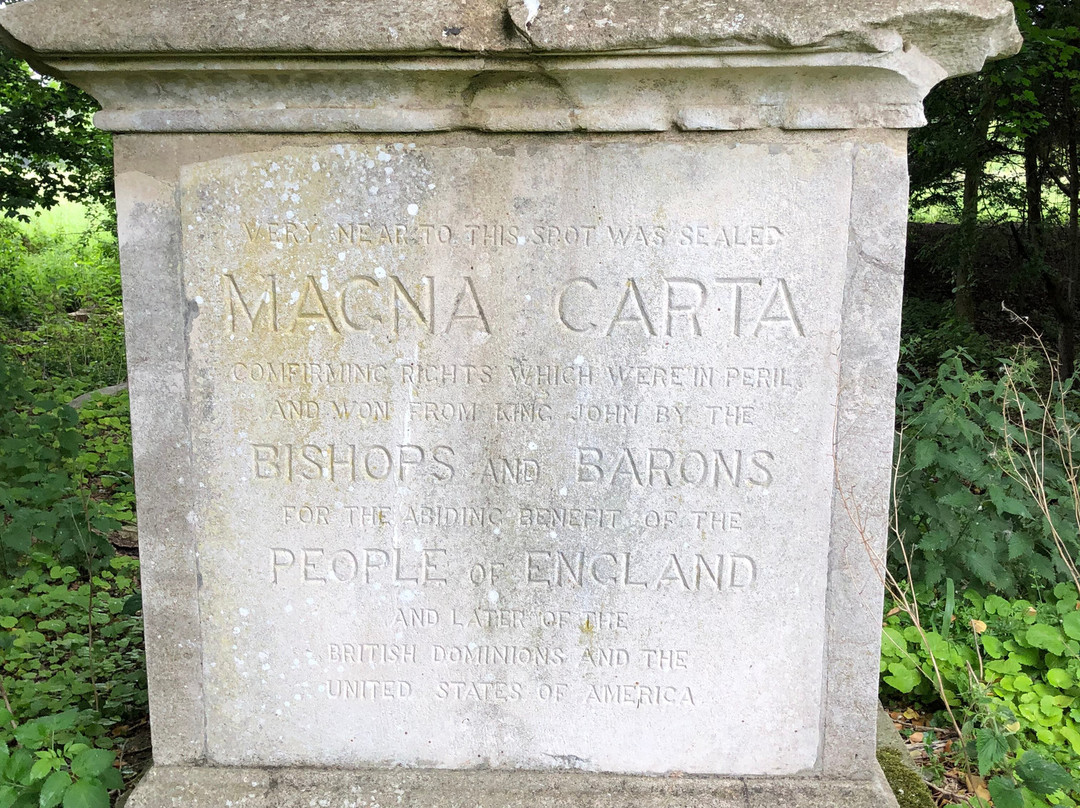 VERY NEAR TO THIS SPOT WAS SEALED
MAGNA CARTA
COMFIRMING RIGHTS WHICH WERE IN PERIL
AND WON FROM KING JOHN BY THE
BISHOPS AND BARONS
FOR THE ABIDING BENEFIT OF THE
PEOPLE OF ENGLAND
AND LATER OF THE
BRITISH DOMINIONS AND THE
UNITED STATES OF AMERICA